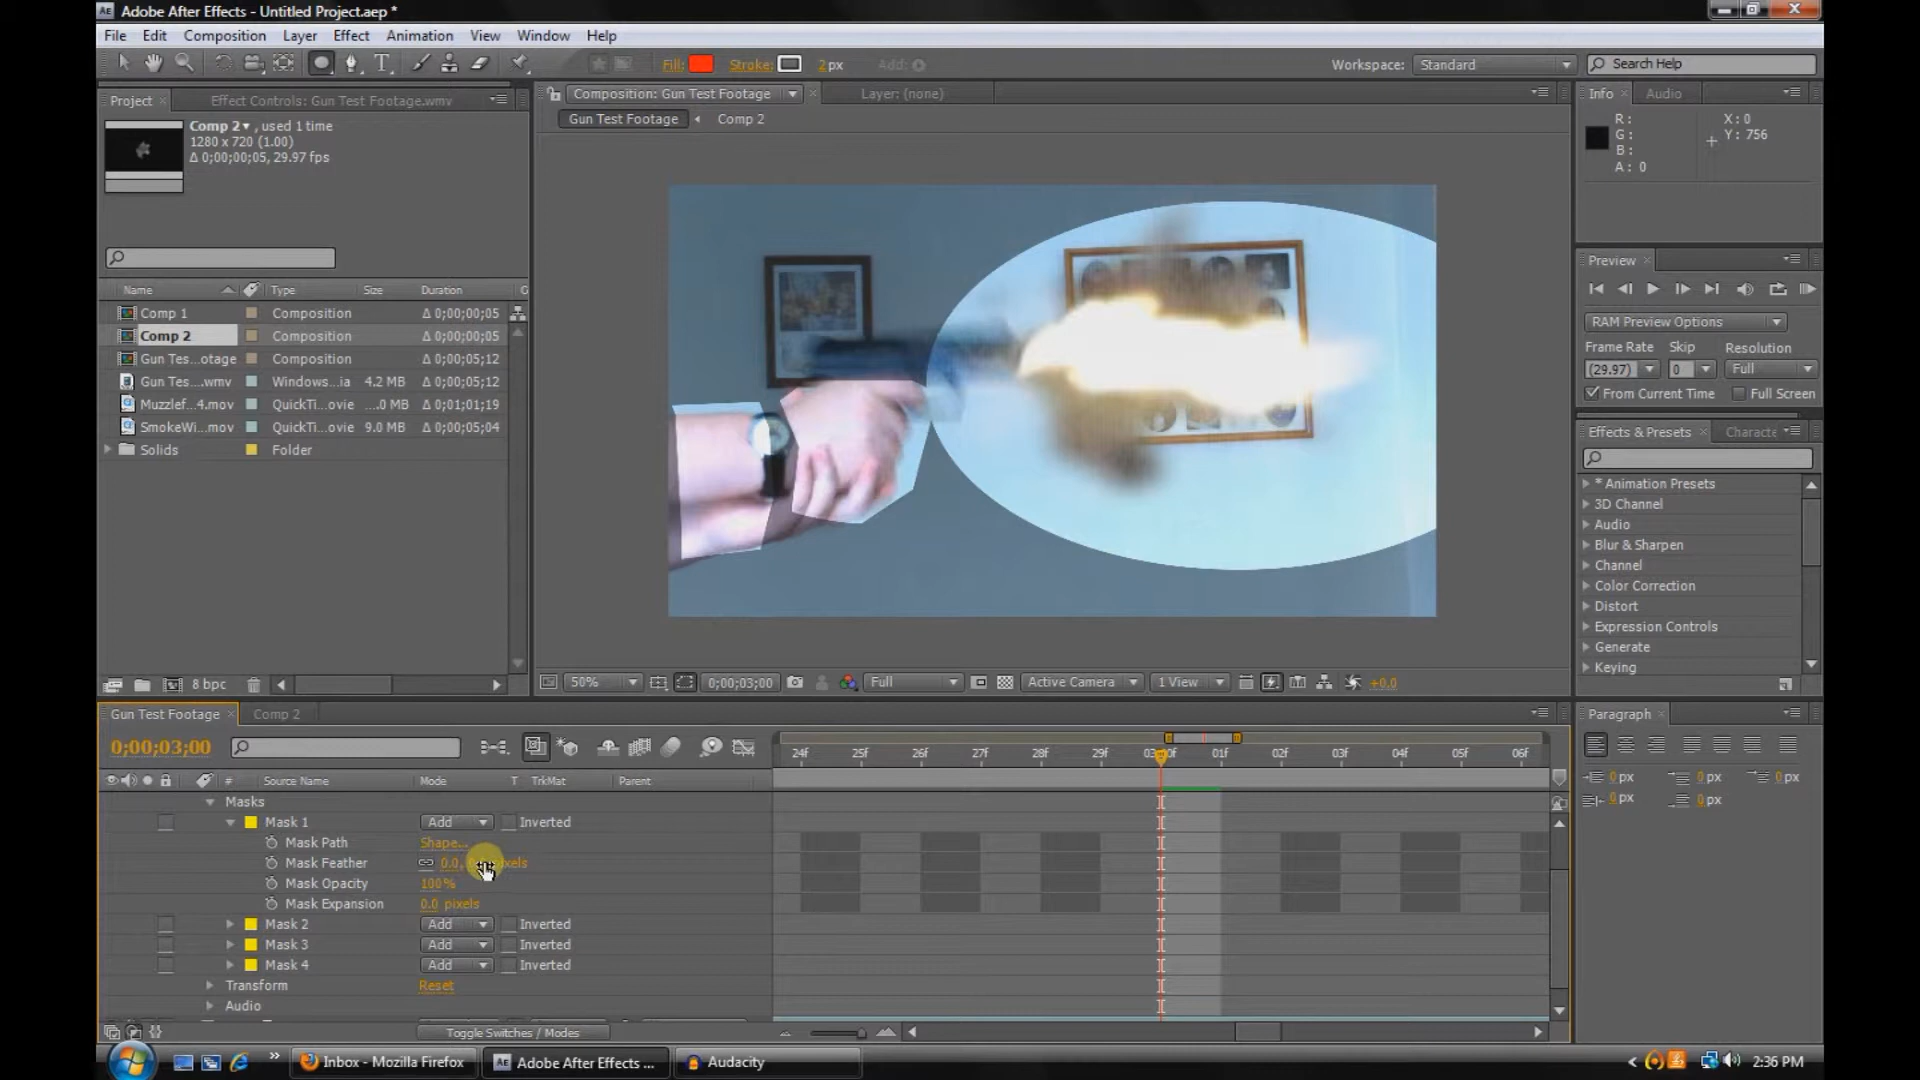 Adobe After Effects - Untitled Project.aep *
File Edit Composition Layer Effect Animation View Window Help
Fill: Stroke: 2 px Add: Workspace: Standard Search Help
Project Effect Controls: Gun Test Footage.wmv
Comp 2 , used 1 time
1280 x 720 (1.00)
Δ 0;00;00;05, 29.97 fps
Name Type Size Duration
Comp 1 Composition Δ 0;00;00;05
Comp 2 Composition Δ 0;00;00;05
Gun Tes...otage Composition Δ 0;00;05;12
Gun Tes....wmv Windows...ia 4.2 MB Δ 0;00;05;12
Muzzlef...4.mov QuickTi...ovie ....0 MB Δ 0;01;01;19
SmokeWi...mov QuickTi...ovie 9.0 MB Δ 0;00;05;04
Solids Folder
8 bpc
Composition: Gun Test Footage Layer: (none)
Gun Test Footage Comp 2
50% 0;00;03;00 Full Active Camera 1 View +0.0
Info Audio
R: X: 0
G: Y: 756
B:
A: 0
Preview
RAM Preview Options
Frame Rate Skip Resolution
(29.97) 0 Full
From Current Time Full Screen
Effects & Presets Characte
* Animation Presets
3D Channel
Audio
Blur & Sharpen
Channel
Color Correction
Distort
Expression Controls
Generate
Keying
Gun Test Footage Comp 2
0;00;03;00
24f 25f 26f 27f 28f 29f 01f 02f 03f 04f 05f 06f
# Source Name Mode T TrkMat Parent
Masks
Mask 1 Add Inverted
Mask Path Shape...
Mask Feather 0.0,
Mask Opacity 100%
Mask Expansion 0.0 pixels
Mask 2 Add Inverted
Mask 3 Add Inverted
Mask 4 Add Inverted
Transform Reset
Audio
Toggle Switches / Modes
Paragraph
0 px 0 px 0 px
0 px 0 px
Inbox - Mozilla Firefox Adobe After Effects ... Audacity 2:36 PM